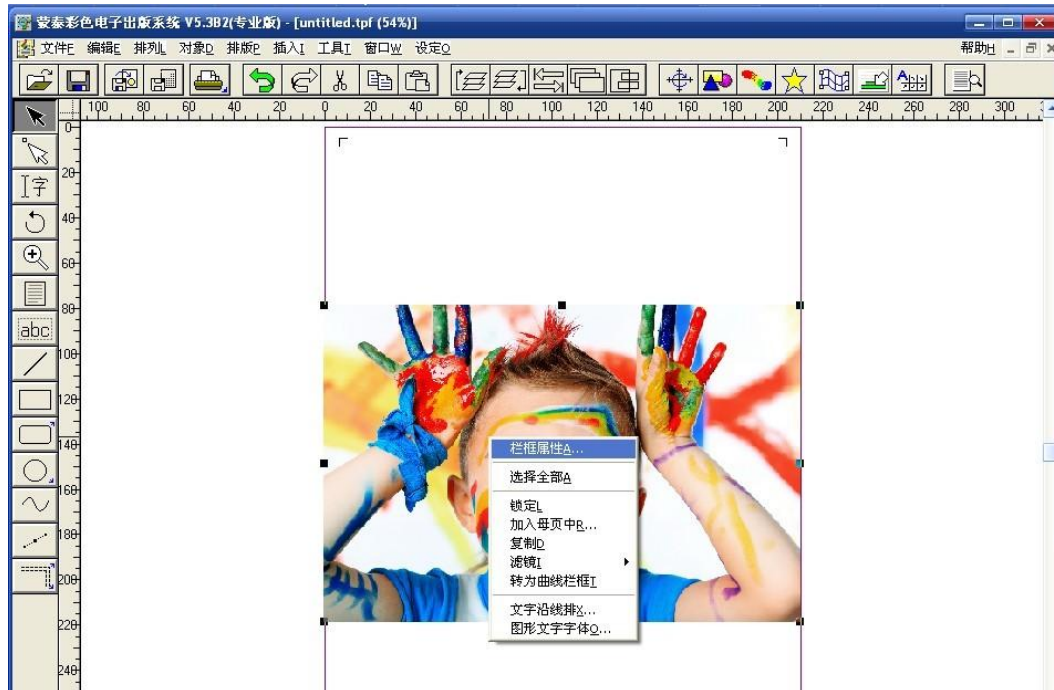 蒙泰彩色电子出版系统 V5.3B2(专业版) - [untitled.tpf (54%)]
文件F 编辑E 排列L 对象D 排版P 插入I 工具T 窗口W 设定O 帮助H
100 80 60 40 20 0 20 40 60 80 100 120 140 160 180 200 220 240 260 280 300
字
abc
0
20
40
60
80
100
120
140
160
180
200
220
240
栏框属性A...
选择全部A
锁定L
加入母页中R...
复制D
滤镜I
转为曲线栏框T
文字沿线排X...
图形文字字体O...